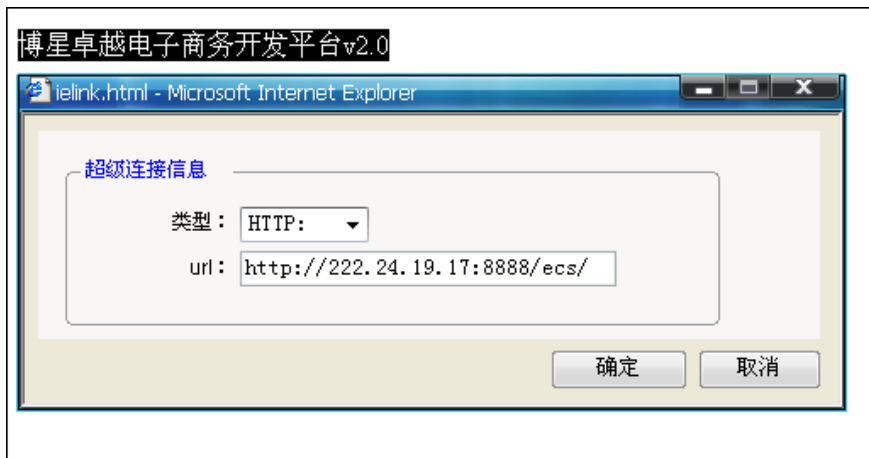 博星卓越电子商务开发平台v2.0
ielink.html - Microsoft Internet Explorer
超级连接信息
类型： HTTP:
url： http://222.24.19.17:8888/ecs/
确定 取消